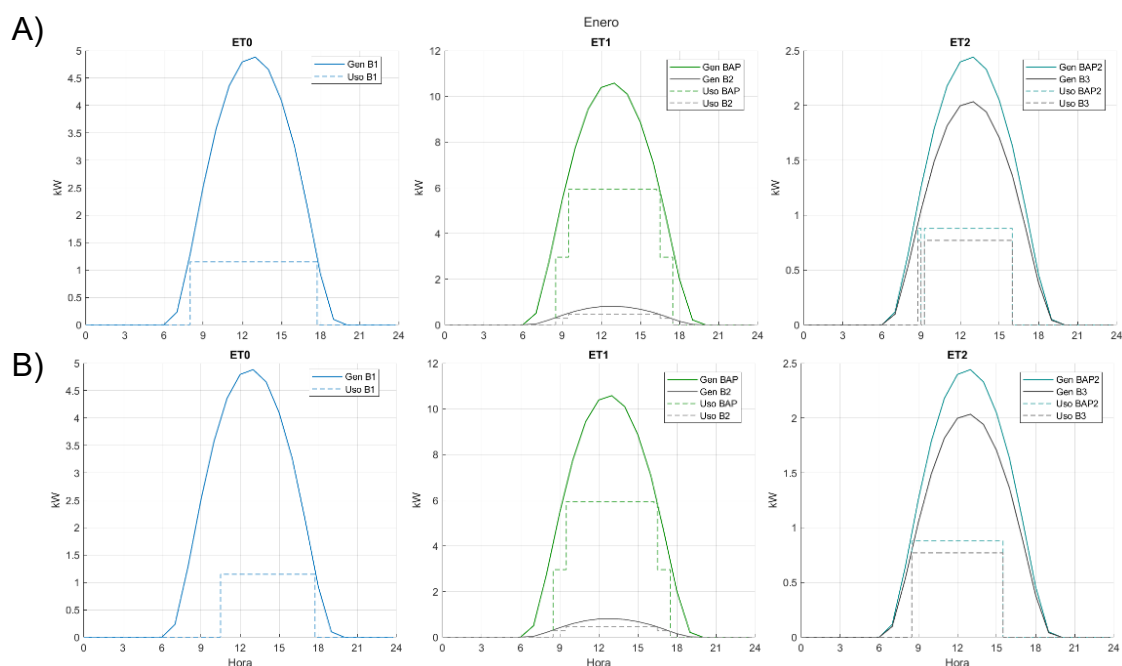 A)
Enero
ET0
ET1
ET2
5
4.5
4
3.5
3
2.5
2
1.5
1
0.5
0
kW
0 3 6 9 12 15 18 21 24
Gen B1
Uso B1
12
10
8
6
4
2
0
kW
0 3 6 9 12 15 18 21 24
Gen BAP
Gen B2
Uso BAP
Uso B2
2.5
2
1.5
1
0.5
0
kW
0 3 6 9 12 15 18 21 24
Gen BAP2
Gen B3
Uso BAP2
Uso B3
B)
ET0
ET1
ET2
5
4.5
4
3.5
3
2.5
2
1.5
1
0.5
0
kW
0 3 6 9 12 15 18 21 24
Hora
Gen B1
Uso B1
12
10
8
6
4
2
0
kW
0 3 6 9 12 15 18 21 24
Hora
Gen BAP
Gen B2
Uso BAP
Uso B2
2.5
2
1.5
1
0.5
0
kW
0 3 6 9 12 15 18 21 24
Hora
Gen BAP2
Gen B3
Uso BAP2
Uso B3